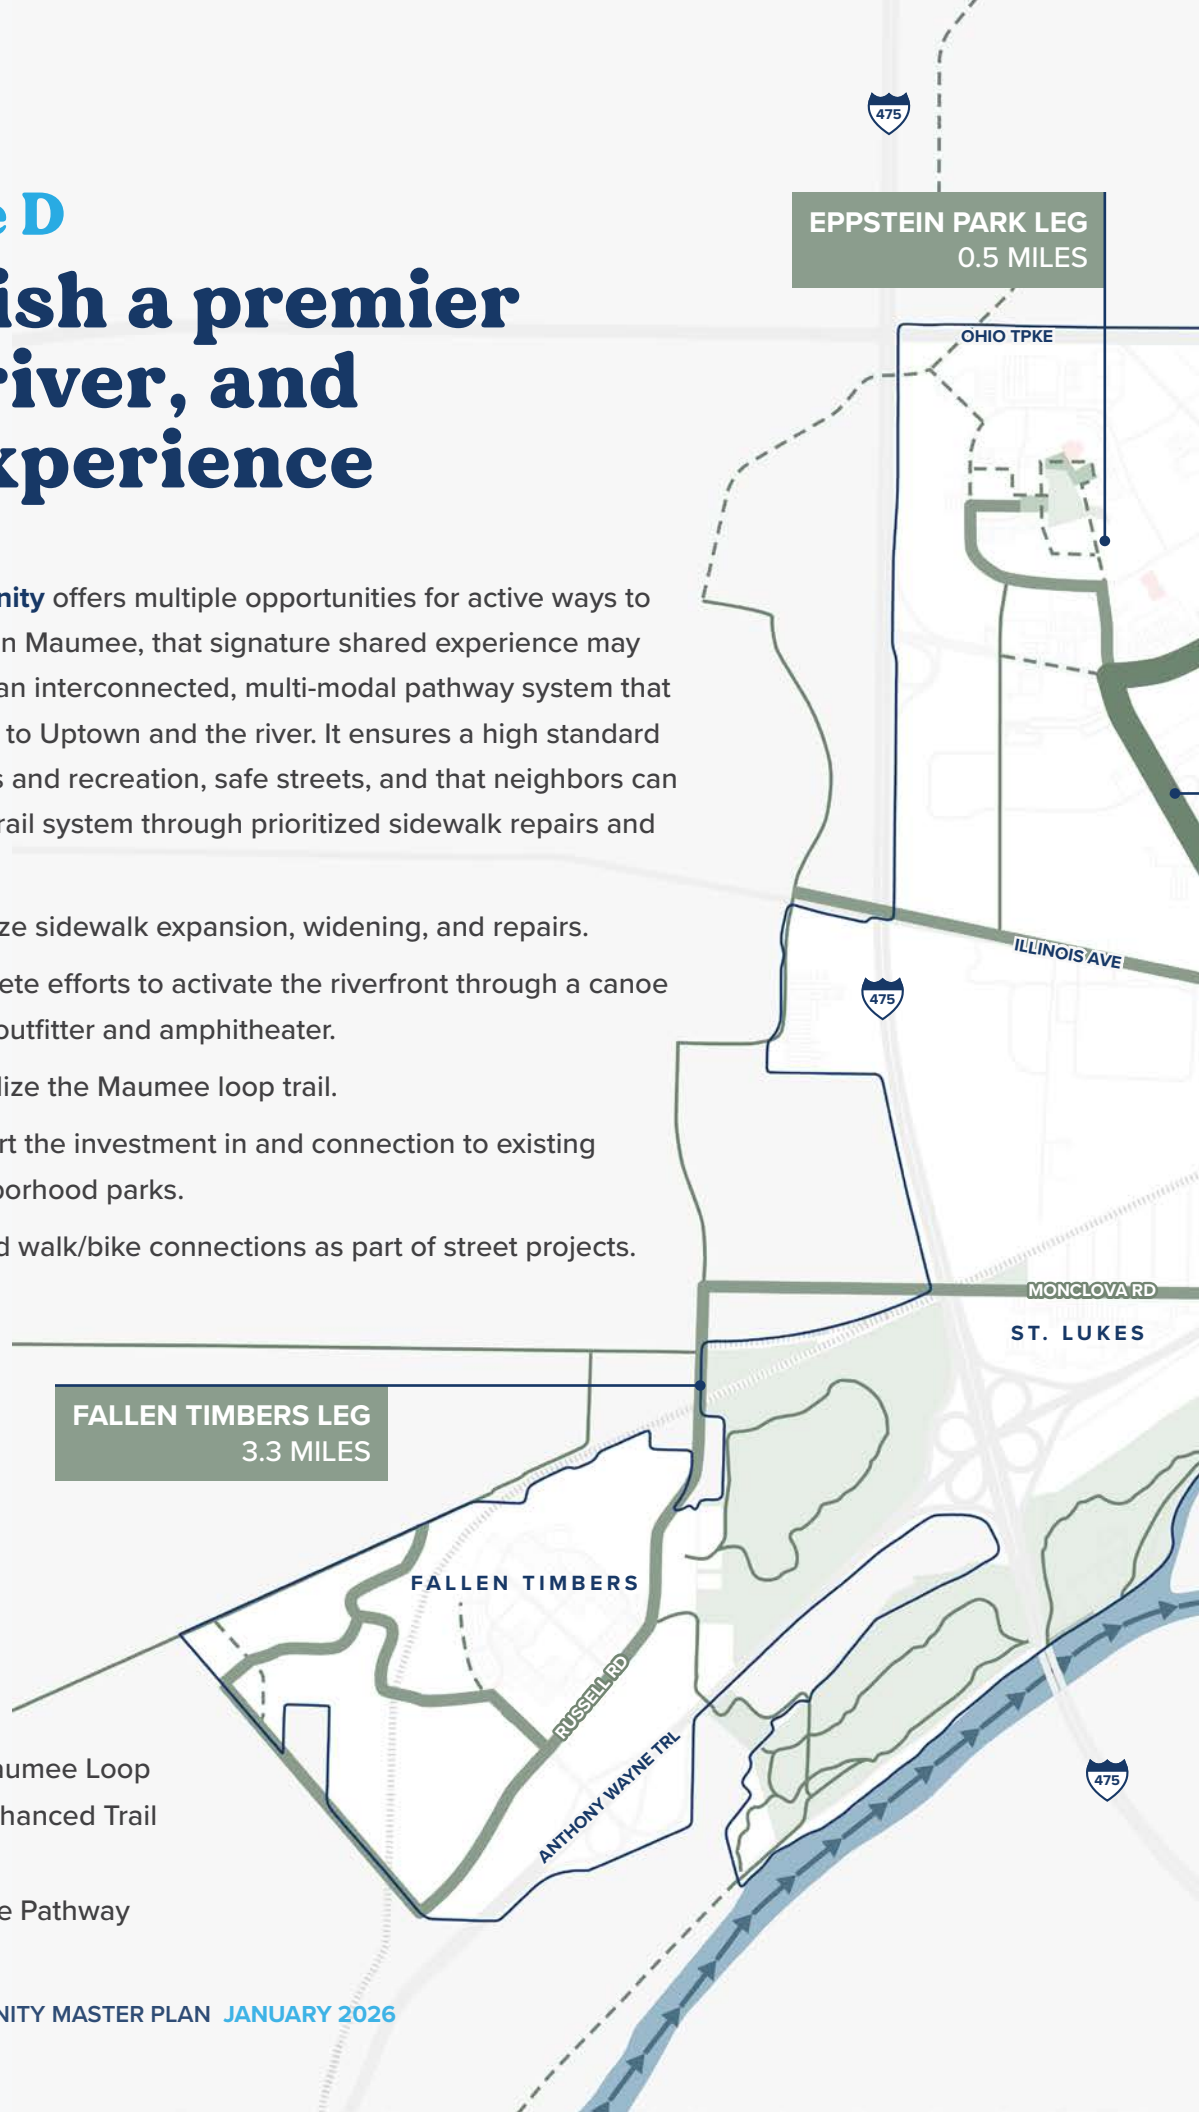 e D
ish a premier
river, and
xperience
nity offers multiple opportunities for active ways to
n Maumee, that signature shared experience may
an interconnected, multi-modal pathway system that
to Uptown and the river. It ensures a high standard
s and recreation, safe streets, and that neighbors can
rail system through prioritized sidewalk repairs and
ze sidewalk expansion, widening, and repairs.
ete efforts to activate the riverfront through a canoe
outfitter and amphitheater.
lize the Maumee loop trail.
rt the investment in and connection to existing
borhood parks.
d walk/bike connections as part of street projects.
475
EPPSTEIN PARK LEG
0.5 MILES
OHIO TPKE
ILLINOIS AVE
475
MONCLOVA RD
ST. LUKES
FALLEN TIMBERS LEG
3.3 MILES
FALLEN TIMBERS
RUSSELL RD
ANTHONY WAYNE TRL
475
aumee Loop
hanced Trail
e Pathway
NITY MASTER PLAN JANUARY 2026